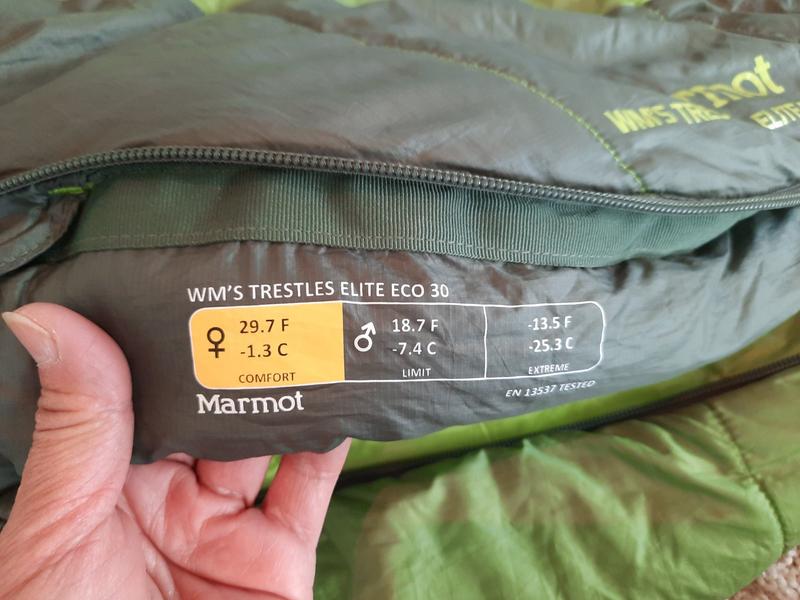 WM'S TRE
ELITE
WM'S TRESTLES ELITE ECO 30
♀ 29.7 F
-1.3 C
COMFORT
♂ 18.7 F
-7.4 C
LIMIT
-13.5 F
-25.3 C
EXTREME
Marmot
EN 13537 TESTED